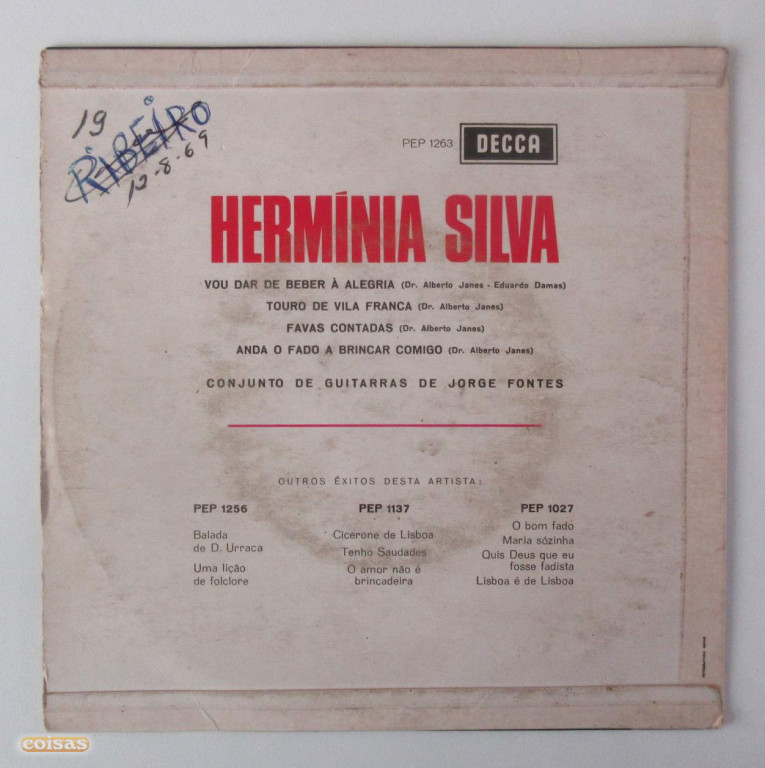 19
RIBEIRO
12-8-69
PEP 1263 DECCA
HERMÍNIA SILVA
VOU DAR DE BEBER À ALEGRIA (Dr. Alberto Janes - Eduardo Damas)
TOURO DE VILA FRANCA (Dr. Alberto Janes)
FAVAS CONTADAS (Dr. Alberto Janes)
ANDA O FADO A BRINCAR COMIGO (Dr. Alberto Janes)
CONJUNTO DE GUITARRAS DE JORGE FONTES
OUTROS ÊXITOS DESTA ARTISTA:
PEP 1256
Balada
de D. Urraca
Uma lição
de folclore
PEP 1137
Cicerone de Lisboa
Tenho Saudades
O amor não é
brincadeira
PEP 1027
O bom fado
Maria sòzinha
Quis Deus que eu
fosse fadista
Lisboa é de Lisboa
coisas